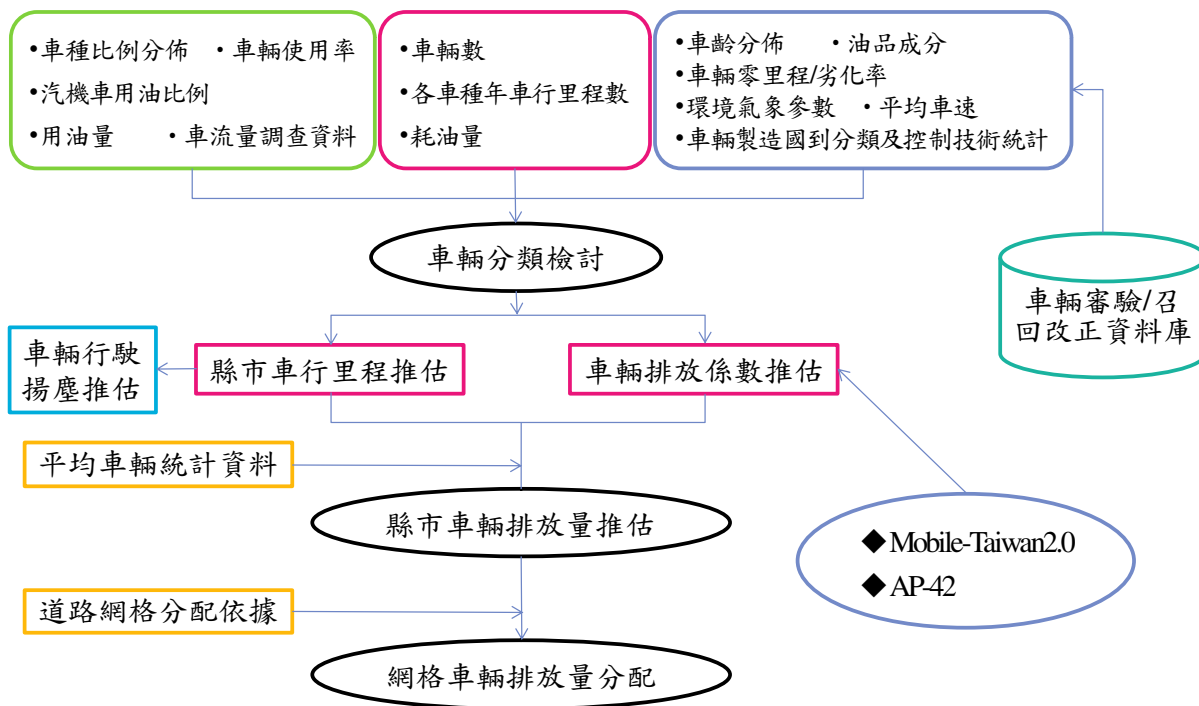 •車種比例分佈 ・車輛使用率
•汽機車用油比例
•用油量 ・車流量調查資料
•車輛數
•各車種年車行里程數
•耗油量
•車齡分佈 ・油品成分
•車輛零里程/劣化率
•環境氣象參數 ・平均車速
•車輛製造國到分類及控制技術統計
車輛分類檢討
車輛審驗/召
回改正資料庫
車輛行駛
揚塵推估
縣市車行里程推估
車輛排放係數推估
平均車輛統計資料
縣市車輛排放量推估
◆Mobile-Taiwan2.0
◆AP-42
道路網格分配依據
網格車輛排放量分配